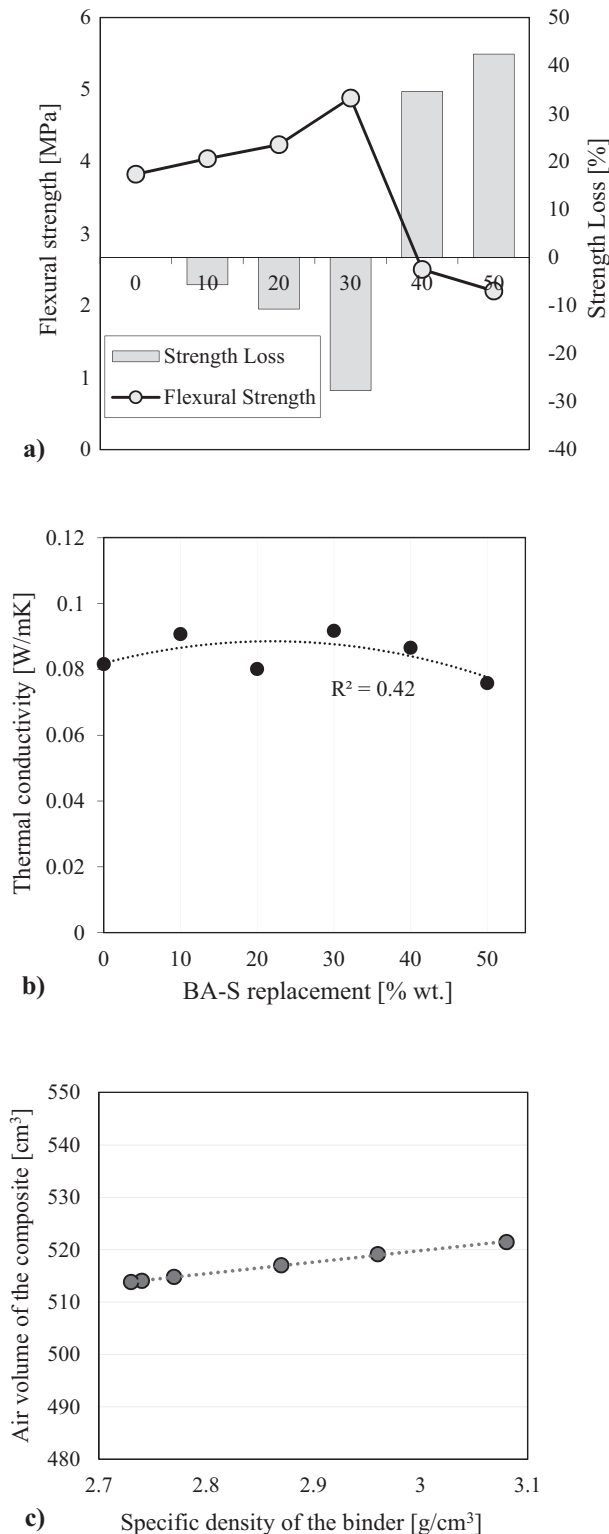 6
5
4
3
2
1
0
Flexural strength [MPa]
50
40
30
20
10
0
-10
-20
-30
-40
Strength Loss [%]
0 10 20 30 40 50
Strength Loss
Flexural Strength
a)
0.12
0.1
0.08
0.06
0.04
0.02
0
Thermal conductivity [W/mK]
R² = 0.42
0 10 20 30 40 50
BA-S replacement [% wt.]
b)
550
540
530
520
510
500
490
480
Air volume of the composite [cm³]
2.7 2.8 2.9 3 3.1
Specific density of the binder [g/cm³]
c)